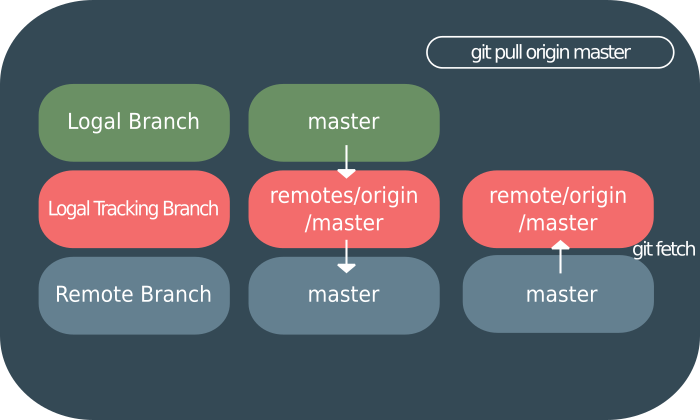 git pull origin master
Logal Branch
master
Logal Tracking Branch
remotes/origin
/master
remote/origin
/master
git fetch
Remote Branch
master
master